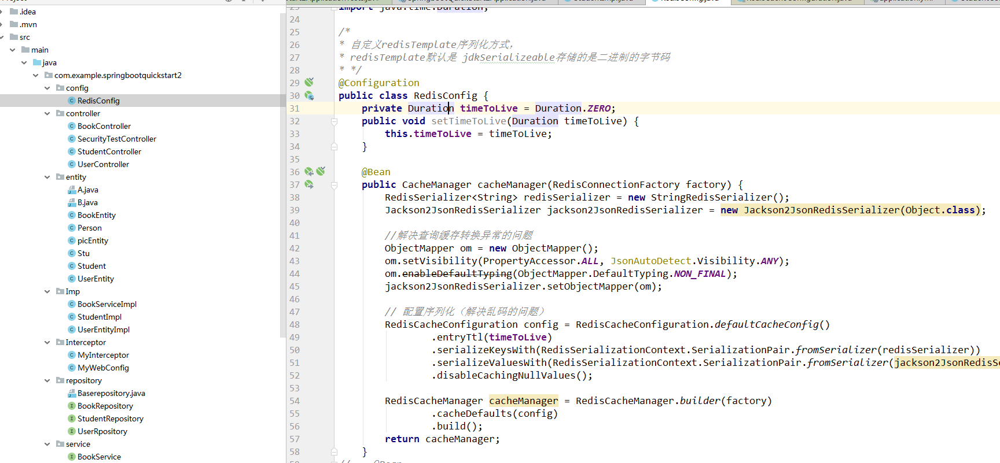 .idea
.mvn
src
main
java
com.example.springbootquickstart2
config
RedisConfig
controller
BookController
SecurityTestController
StudentController
UserController
entity
A.java
B.java
BookEntity
Person
picEntity
Stu
Student
UserEntity
Imp
BookServiceImpl
StudentImpl
UserEntityImpl
Interceptor
MyInterceptor
MyWebConfig
repository
Baserepository.java
BookRepository
StudentRepository
UserRpository
service
BookService
import java.time.Duration;
24
25 /*
26 * 自定义redisTemplate序列化方式,
27 * redisTemplate默认是 jdkSerializeable存储的是二进制的字节码
28 * */
29 @Configuration
30 public class RedisConfig {
31 private Duration timeToLive = Duration.ZERO;
32 public void setTimeToLive(Duration timeToLive) {
33 this.timeToLive = timeToLive;
34 }
35
36 @Bean
37 public CacheManager cacheManager(RedisConnectionFactory factory) {
38 RedisSerializer<String> redisSerializer = new StringRedisSerializer();
39 Jackson2JsonRedisSerializer jackson2JsonRedisSerializer = new Jackson2JsonRedisSerializer(Object.class);
40
41 //解决查询缓存转换异常的问题
42 ObjectMapper om = new ObjectMapper();
43 om.setVisibility(PropertyAccessor.ALL, JsonAutoDetect.Visibility.ANY);
44 om.enableDefaultTyping(ObjectMapper.DefaultTyping.NON_FINAL);
45 jackson2JsonRedisSerializer.setObjectMapper(om);
46
47 // 配置序列化（解决乱码的问题）
48 RedisCacheConfiguration config = RedisCacheConfiguration.defaultCacheConfig()
49 .entryTtl(timeToLive)
50 .serializeKeysWith(RedisSerializationContext.SerializationPair.fromSerializer(redisSerializer))
51 .serializeValuesWith(RedisSerializationContext.SerializationPair.fromSerializer(jackson2JsonRedisS
52 .disableCachingNullValues();
53
54 RedisCacheManager cacheManager = RedisCacheManager.builder(factory)
55 .cacheDefaults(config)
56 .build();
57 return cacheManager;
58 }